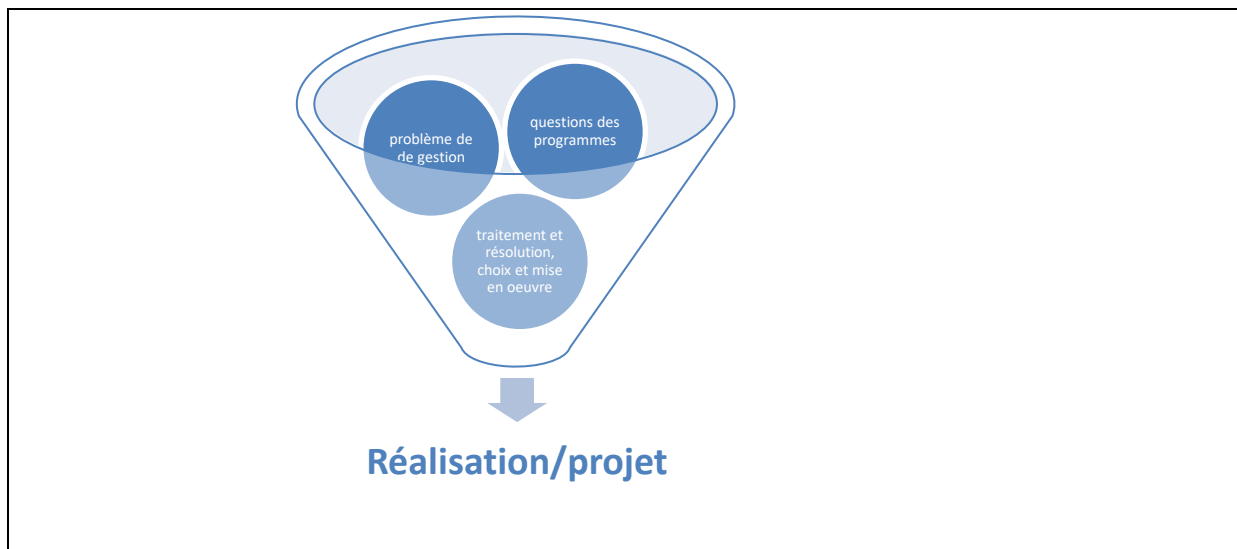 problème de
de gestion
questions des
programmes
traitement et
résolution,
choix et mise
en oeuvre
Réalisation/projet